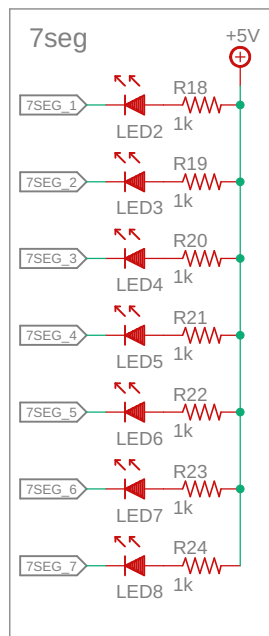 7seg
+5V
7SEG_1
LED2
R18
1k
7SEG_2
LED3
R19
1k
7SEG_3
LED4
R20
1k
7SEG_4
LED5
R21
1k
7SEG_5
LED6
R22
1k
7SEG_6
LED7
R23
1k
7SEG_7
LED8
R24
1k